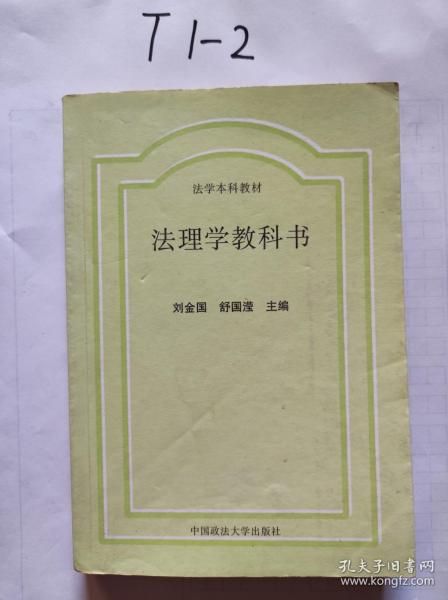 T 1-2
法学本科教材
法理学教科书
刘金国 舒国滢 主编
中国政法大学出版社
孔夫子旧书网
www.kongfz.com